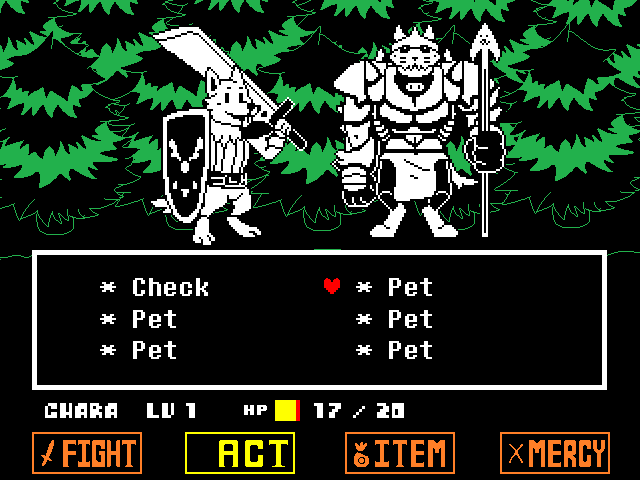 * Check * Pet
* Pet * Pet
* Pet * Pet
CHARA LV 1 HP 17 / 20
FIGHT ACT ITEM MERCY